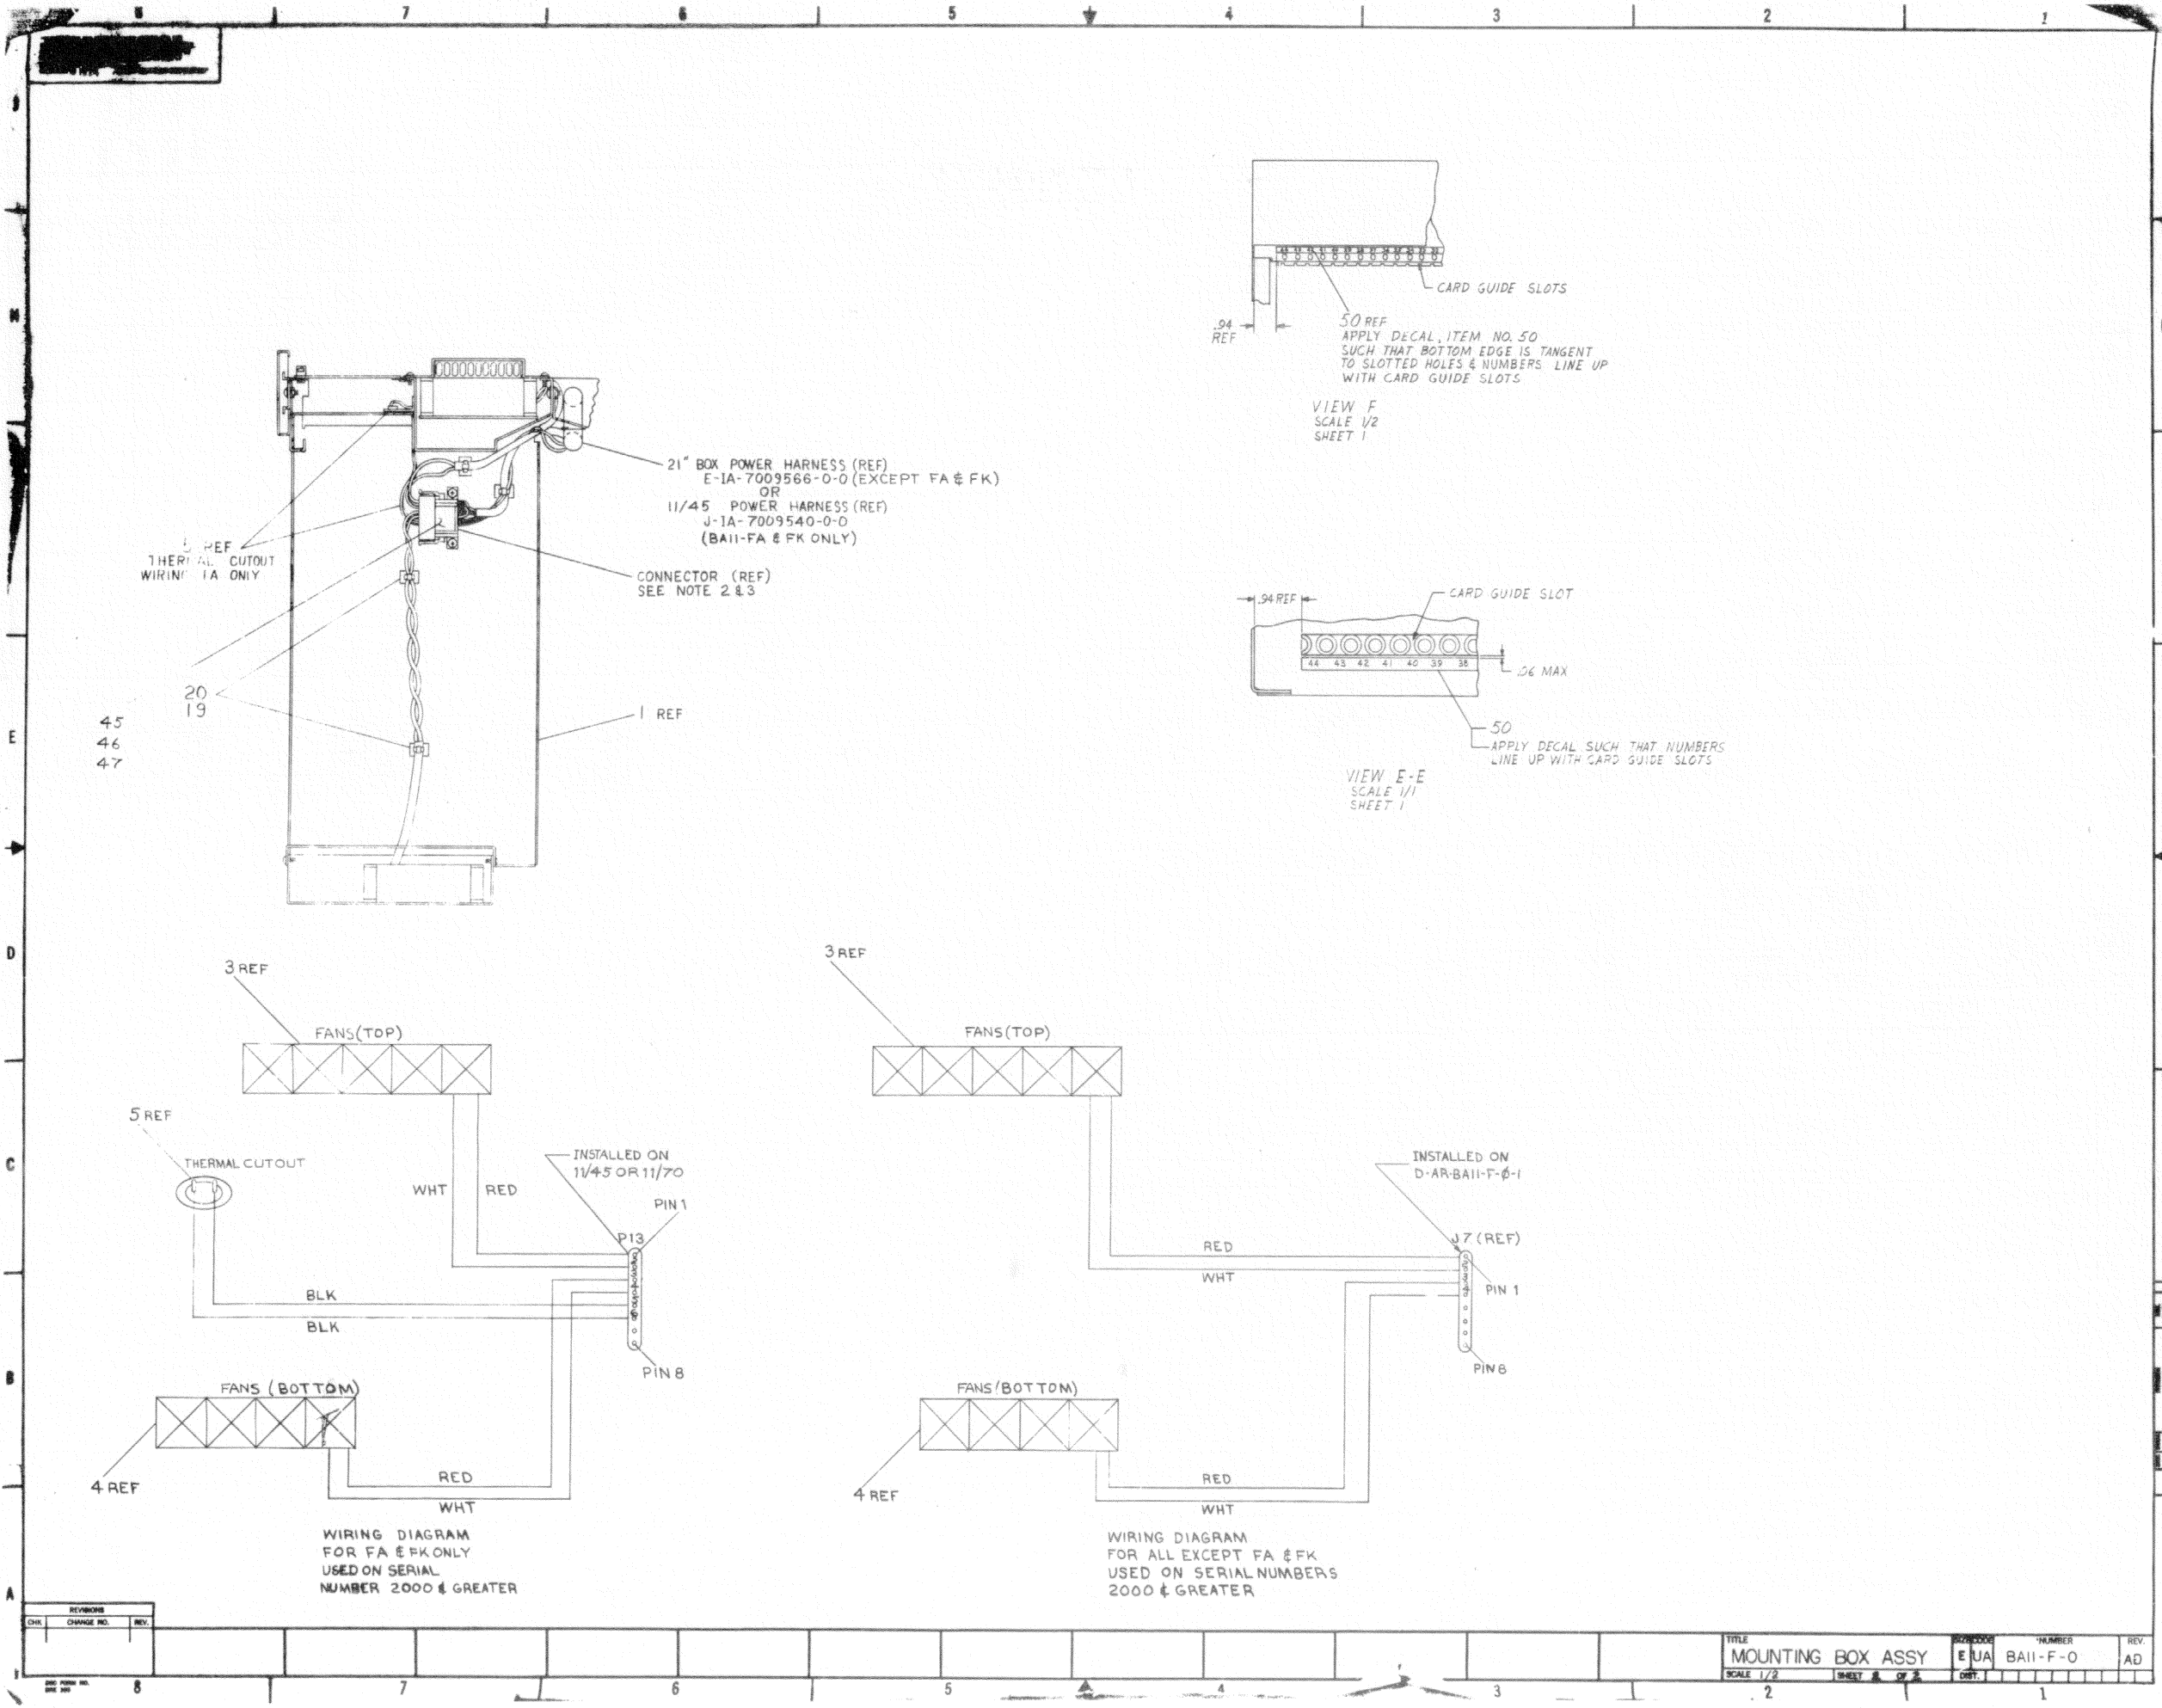 8 7 6 5 4 3 2 1
H
CARD GUIDE SLOTS
.94
REF
50 REF
APPLY DECAL, ITEM NO. 50
SUCH THAT BOTTOM EDGE IS TANGENT
TO SLOTTED HOLES & NUMBERS LINE UP
WITH CARD GUIDE SLOTS
VIEW F
SCALE 1/2
SHEET 1
21" BOX POWER HARNESS (REF)
E-IA-7009566-0-0 (EXCEPT FA & FK)
OR
11/45 POWER HARNESS (REF)
J-IA-7009540-0-0
(BA11-FA & FK ONLY)
REF
CUTOUT
ONLY
CONNECTOR (REF)
SEE NOTE 2 & 3
20
19
45
46
47
1 REF
.94 REF
CARD GUIDE SLOT
44 43 42 41 40 39 38
.06 MAX
50
APPLY DECAL SUCH THAT NUMBERS
LINE UP WITH CARD GUIDE SLOTS
VIEW E-E
SCALE 1/1
SHEET 1
E
D
3 REF
FANS (TOP)
5 REF
THERMAL CUTOUT
WHT RED
INSTALLED ON
11/45 OR 11/70
PIN 1
P13
BLK
BLK
PIN 8
FANS (BOTTOM)
4 REF
RED
WHT
WIRING DIAGRAM
FOR FA & FK ONLY
USED ON SERIAL
NUMBER 2000 & GREATER
3 REF
FANS (TOP)
INSTALLED ON
D-AR-BA11-F-0-1
J7 (REF)
RED
WHT
PIN 1
PIN 8
FANS (BOTTOM)
4 REF
RED
WHT
WIRING DIAGRAM
FOR ALL EXCEPT FA & FK
USED ON SERIAL NUMBERS
2000 & GREATER
C
B
A
REVISIONS
CHK CHANGE NO. REV.
TITLE
MOUNTING BOX ASSY
SIZE CODE NUMBER REV.
E UA BA11-F-0 AD
SCALE 1/2 SHEET 2 OF 2 DIST.
8 7 6 5 4 3 2 1